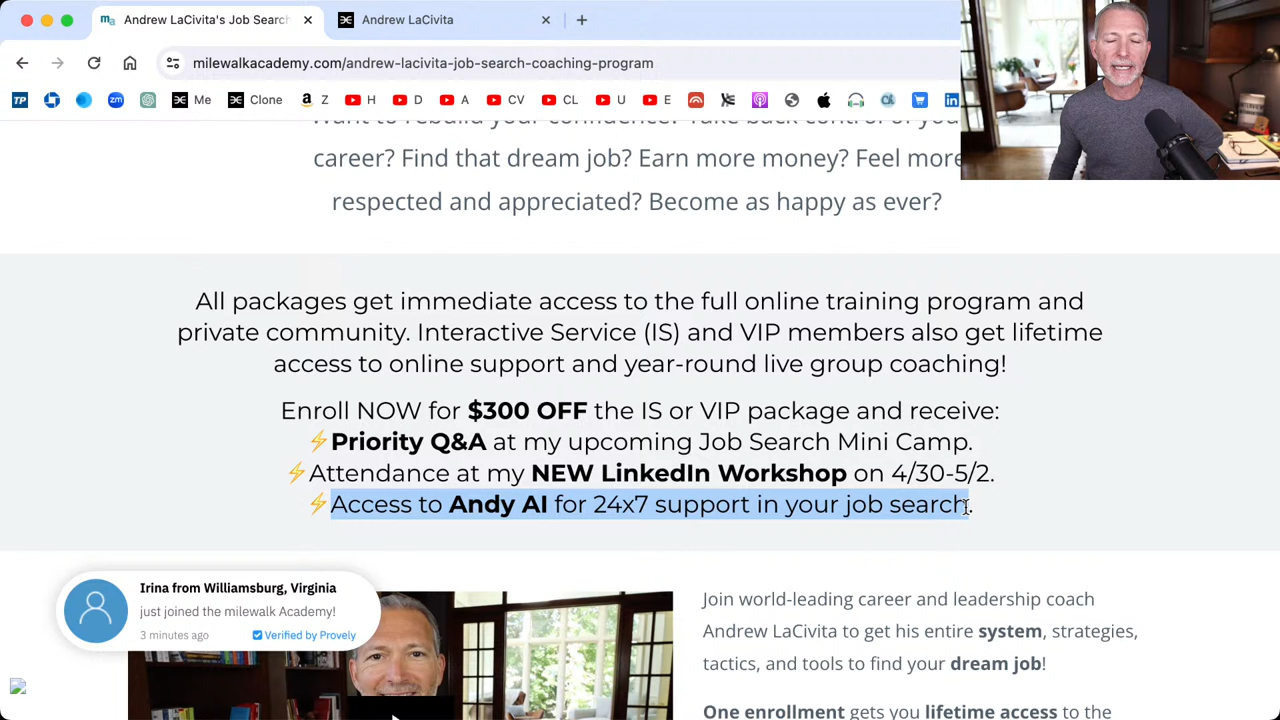 Andrew LaCivita's Job Search
Andrew LaCivita
milewalkacademy.com/andrew-lacivita-job-search-coaching-program
TP
zm
Me
Clone
Z
H
D
A
CV
CL
U
E
career? Find that dream job? Earn more money? Feel more
respected and appreciated? Become as happy as ever?
All packages get immediate access to the full online training program and
private community. Interactive Service (IS) and VIP members also get lifetime
access to online support and year-round live group coaching!
Enroll NOW for $300 OFF the IS or VIP package and receive:
⚡Priority Q&A at my upcoming Job Search Mini Camp.
⚡Attendance at my NEW LinkedIn Workshop on 4/30-5/2.
⚡Access to Andy AI for 24x7 support in your job search.
Irina from Williamsburg, Virginia
just joined the milewalk Academy!
3 minutes ago
Verified by Provely
Join world-leading career and leadership coach
Andrew LaCivita to get his entire system, strategies,
tactics, and tools to find your dream job!
One enrollment gets you lifetime access to the